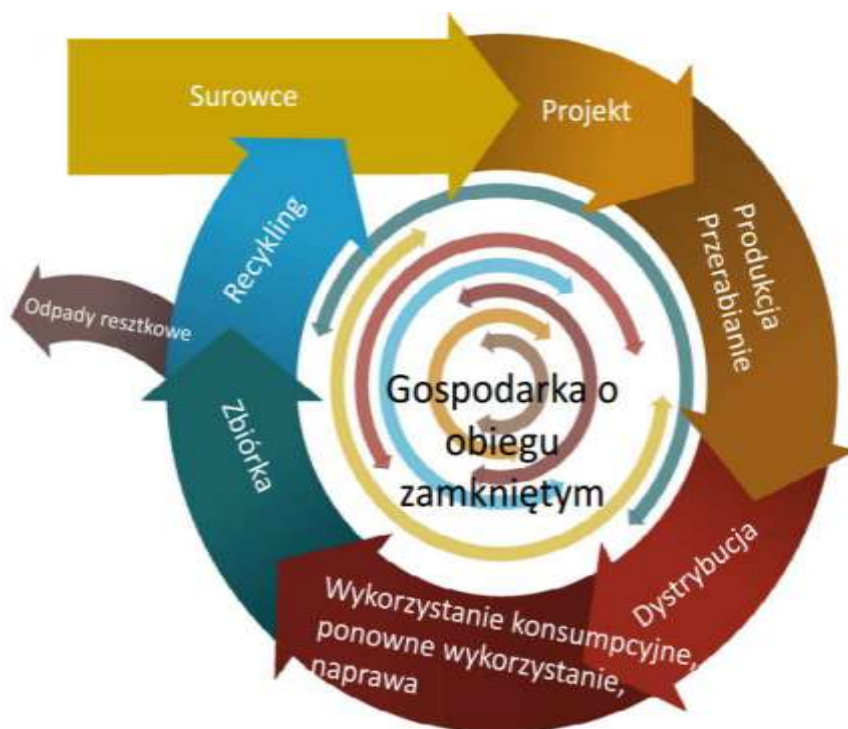 Surowce
Projekt
Produkcja
Przerabianie
Dystrybucja
Wykorzystanie konsumpcyjne,
ponowne wykorzystanie,
naprawa
Zbiórka
Recykling
Odpady resztkowe
Gospodarka o
obiegu
zamkniętym